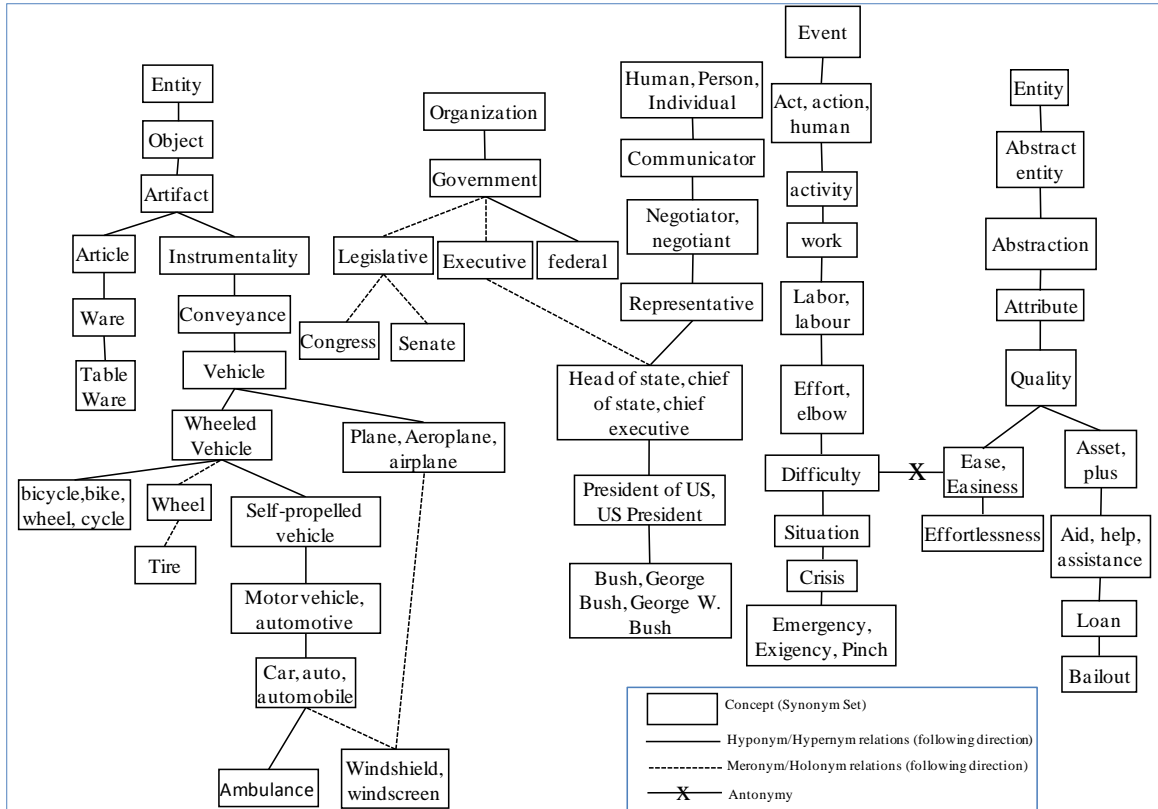 Entity
Object
Artifact
Article
Instrumentality
Ware
Conveyance
Table
Ware
Vehicle
Wheeled
Vehicle
Plane, Aeroplane,
airplane
bicycle,bike,
wheel, cycle
Wheel
Tire
Self-propelled
vehicle
Motor vehicle,
automotive
Car, auto,
automobile
Ambulance
Windshield,
windscreen
Organization
Government
Legislative
Executive
federal
Congress
Senate
Human, Person,
Individual
Communicator
Negotiator,
negotiant
Representative
Head of state, chief
of state, chief
executive
President of US,
US President
Bush, George
Bush, George W.
Bush
Event
Act, action,
human
activity
work
Labor,
labour
Effort,
elbow
Difficulty
X
Situation
Crisis
Emergency,
Exigency, Pinch
Entity
Abstract
entity
Abstraction
Attribute
Quality
Ease,
Easiness
Effortlessness
Asset,
plus
Aid, help,
assistance
Loan
Bailout
Concept (Synonym Set)
Hyponym/Hypernym relations (following direction)
Meronym/Holonym relations (following direction)
X
Antonymy